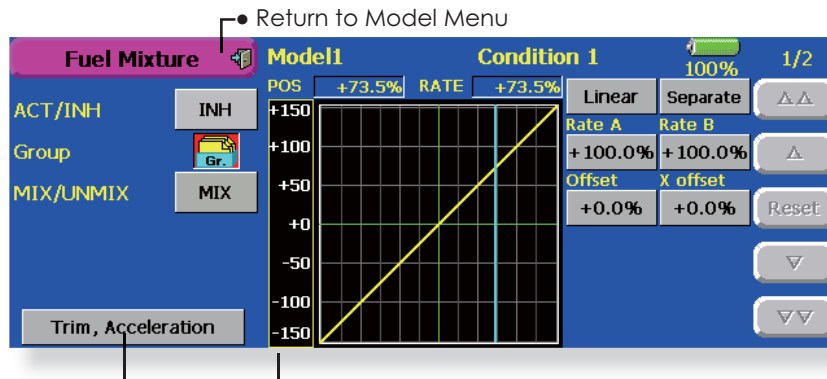 ● Return to Model Menu
Fuel Mixture
Model1
Condition 1
100%
1/2
POS
+73.5%
RATE
+73.5%
ACT/INH
INH
Group
Gr.
MIX/UNMIX
MIX
Trim, Acceleration
+150
+100
+50
+0
-50
-100
-150
Linear
Separate
Rate A
Rate B
+100.0%
+100.0%
Offset
X offset
+0.0%
+0.0%
Reset